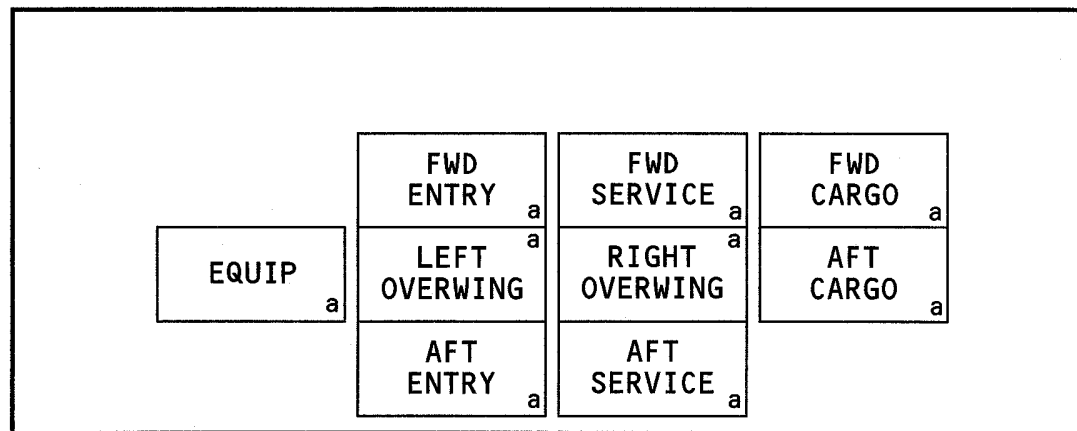 FWD
ENTRY a
FWD
SERVICE a
FWD
CARGO a
EQUIP
a
a
LEFT
OVERWING
a
RIGHT
OVERWING
AFT
CARGO
a
AFT
ENTRY a
AFT
SERVICE a